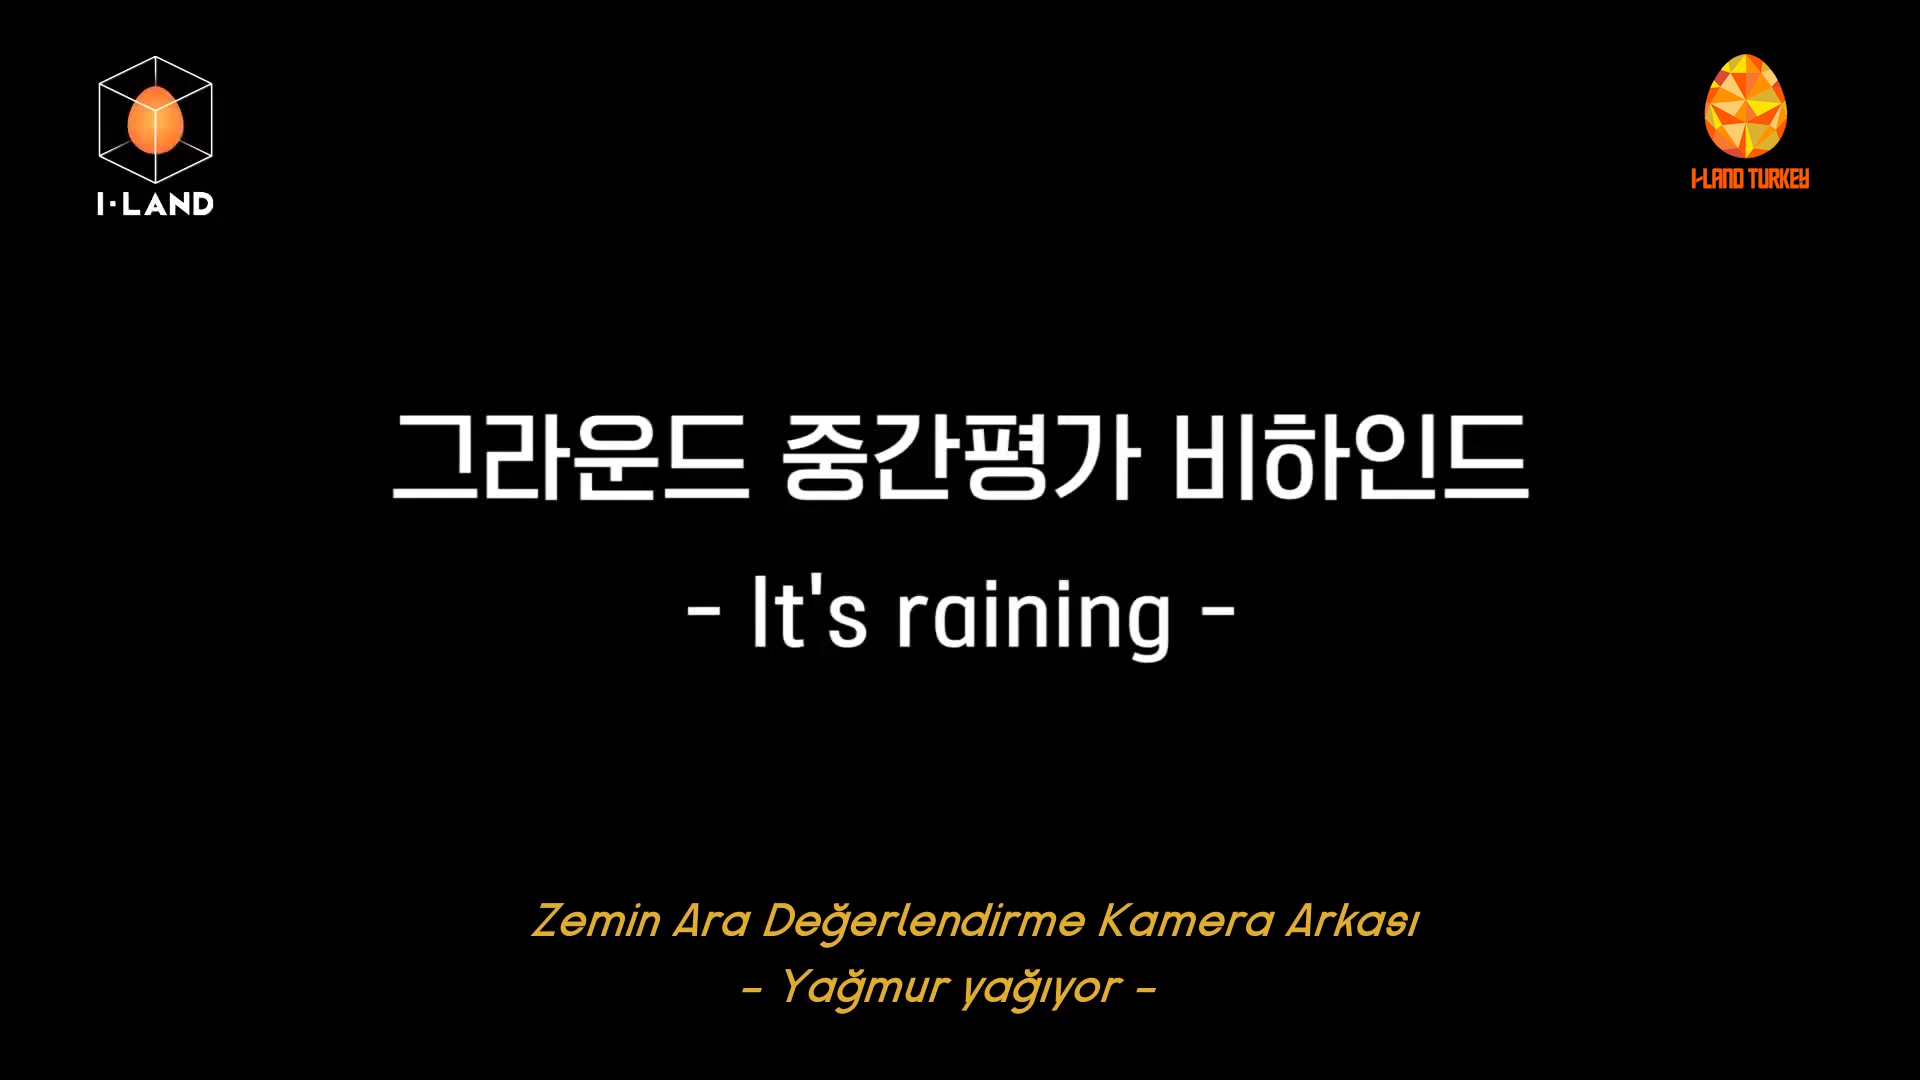 I·LAND
I-LAND TURKEY
그라운드 중간평가 비하인드
- It's raining -
Zemin Ara Değerlendirme Kamera Arkası
- Yağmur yağıyor -